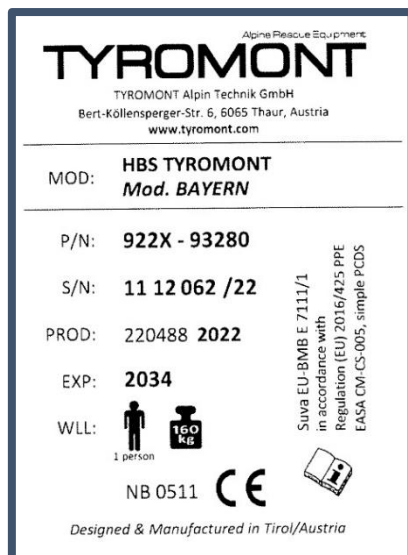 Alpine Rescue Equipment
TYROMONT
TYROMONT Alpin Technik GmbH
Bert-Köllensperger-Str. 6, 6065 Thaur, Austria
www.tyromont.com
MOD: HBS TYROMONT
Mod. BAYERN
P/N: 922X - 93280
S/N: 11 12 062 /22
PROD: 220488 2022
EXP: 2034
WLL: 160 kg
1 person
Suva EU-BMB E 7111/1
in accordance with
Regulation (EU) 2016/425 PPE
EASA CM-CS-005, simple PCDS
i
NB 0511 CE
Designed & Manufactured in Tirol/Austria